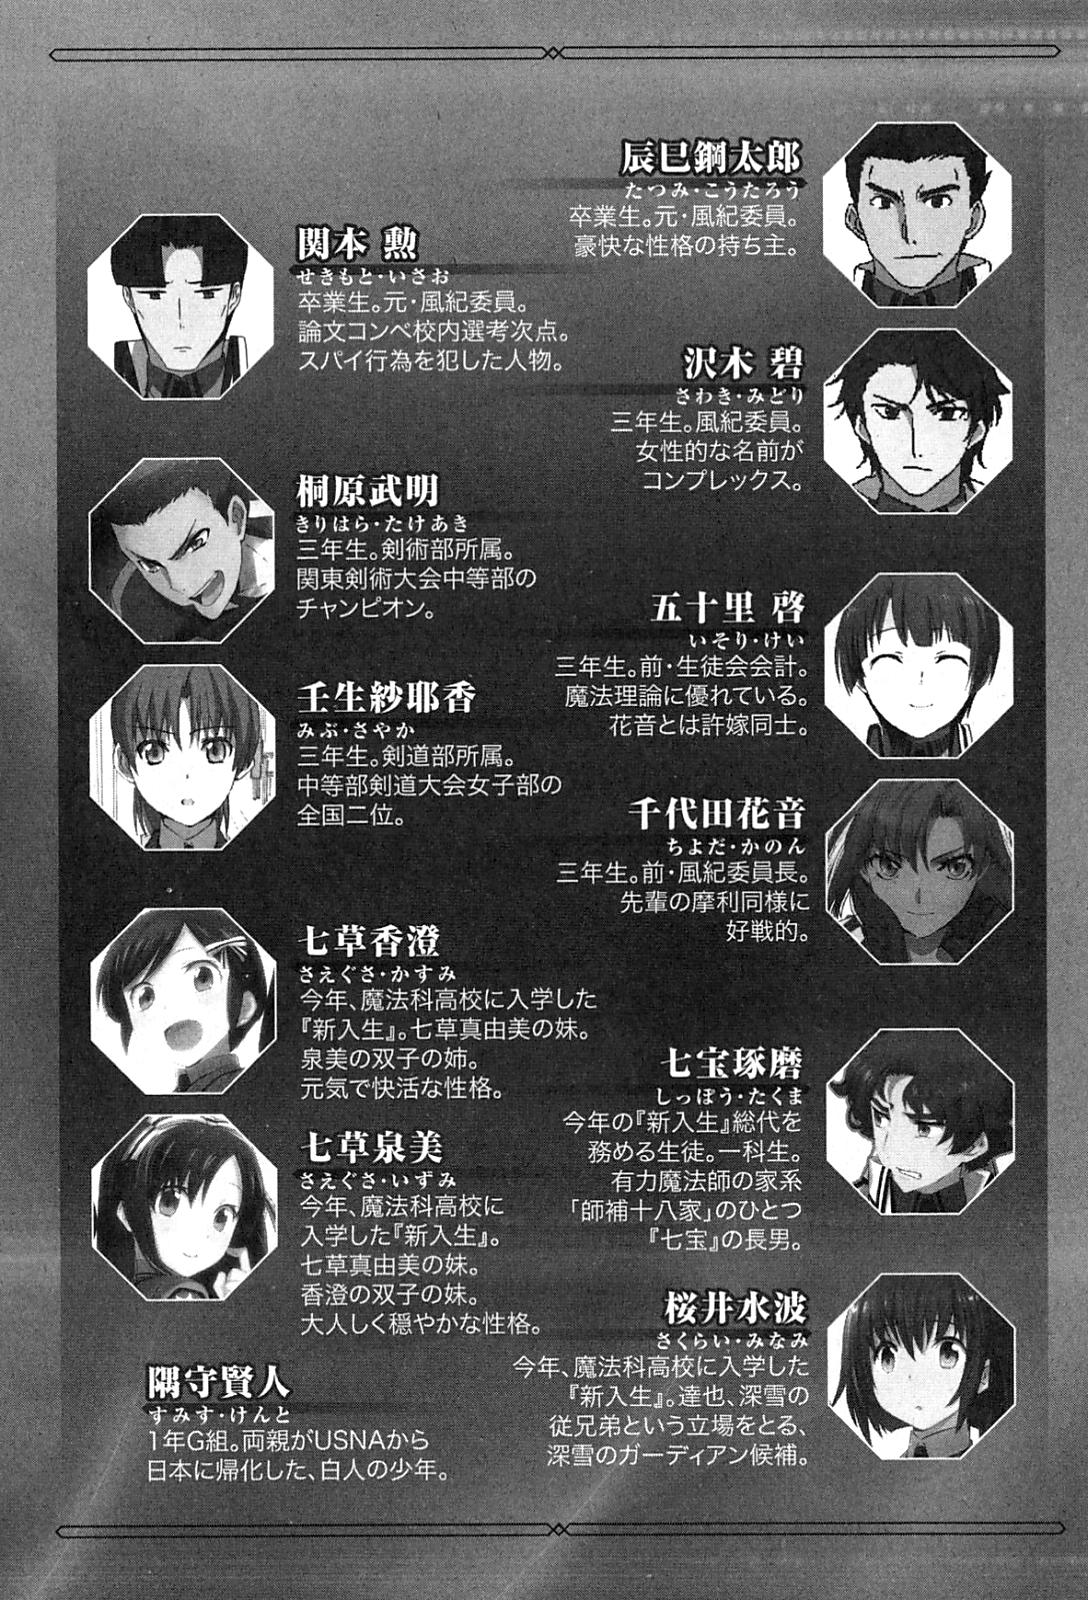 辰巳鋼太郎
たつみ・こうたろう
卒業生。元・風紀委員。
豪快な性格の持ち主。
関本 勲
せきもと・いさお
卒業生。元・風紀委員。
論文コンペ校内選考次点。
スパイ行為を犯した人物。
沢木 碧
さわき・みどり
三年生。風紀委員。
女性的な名前が
コンプレックス。
桐原武明
きりはら・たけあき
三年生。剣術部所属。
関東剣術大会中等部の
チャンピオン。
五十里 啓
いそり・けい
三年生。前・生徒会会計。
魔法理論に優れている。
花音とは許嫁同士。
壬生紗耶香
みぶ・さやか
三年生。剣道部所属。
中等部剣道大会女子部の
全国二位。
千代田花音
ちよだ・かのん
三年生。前・風紀委員長。
先輩の摩利同様に
好戦的。
七草香澄
さえぐさ・かすみ
今年、魔法科高校に入学した
『新入生』。七草真由美の妹。
泉美の双子の姉。
元気で快活な性格。
七宝琢磨
しっぽう・たくま
今年の『新入生』総代を
務める生徒。一科生。
有力魔法師の家系
「師補十八家」のひとつ
『七宝』の長男。
七草泉美
さえぐさ・いずみ
今年、魔法科高校に
入学した『新入生』。
七草真由美の妹。
香澄の双子の妹。
大人しく穏やかな性格。
桜井水波
さくらい・みなみ
今年、魔法科高校に入学した
『新入生』。達也、深雪の
従兄弟という立場をとる、
深雪のガーディアン候補。
隅守賢人
すみす・けんと
1年G組。両親がUSNAから
日本に帰化した、白人の少年。